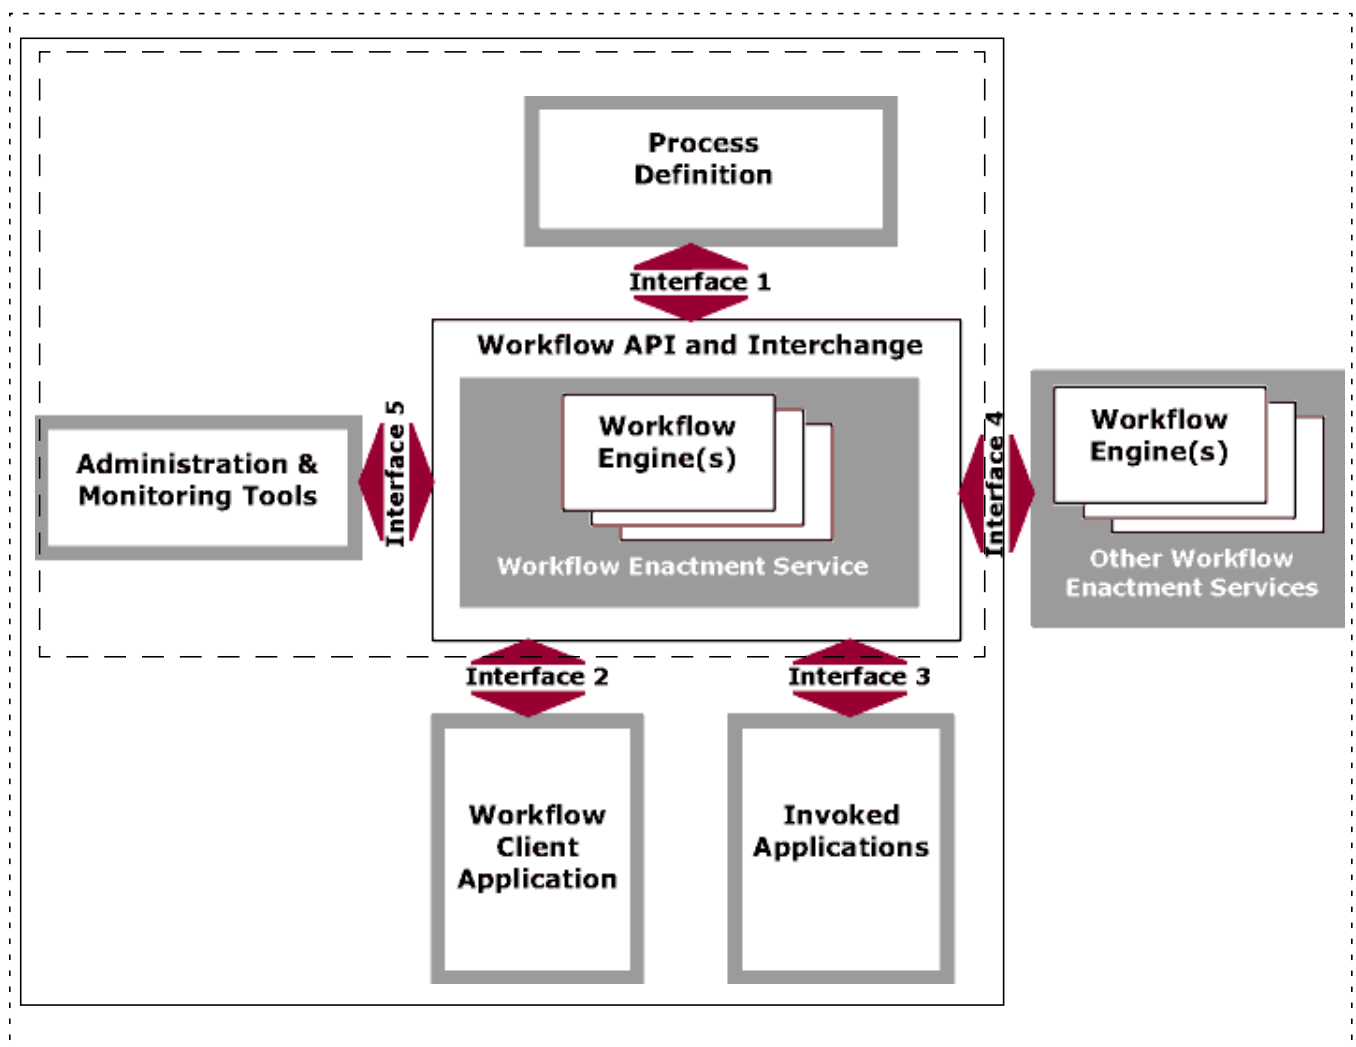 Process
Definition
Interface 1
Workflow API and Interchange
Workflow
Engine(s)
Workflow Enactment Service
Administration &
Monitoring Tools
Interface 5
Interface 4
Workflow
Engine(s)
Other Workflow
Enactment Services
Interface 2
Interface 3
Workflow
Client
Application
Invoked
Applications